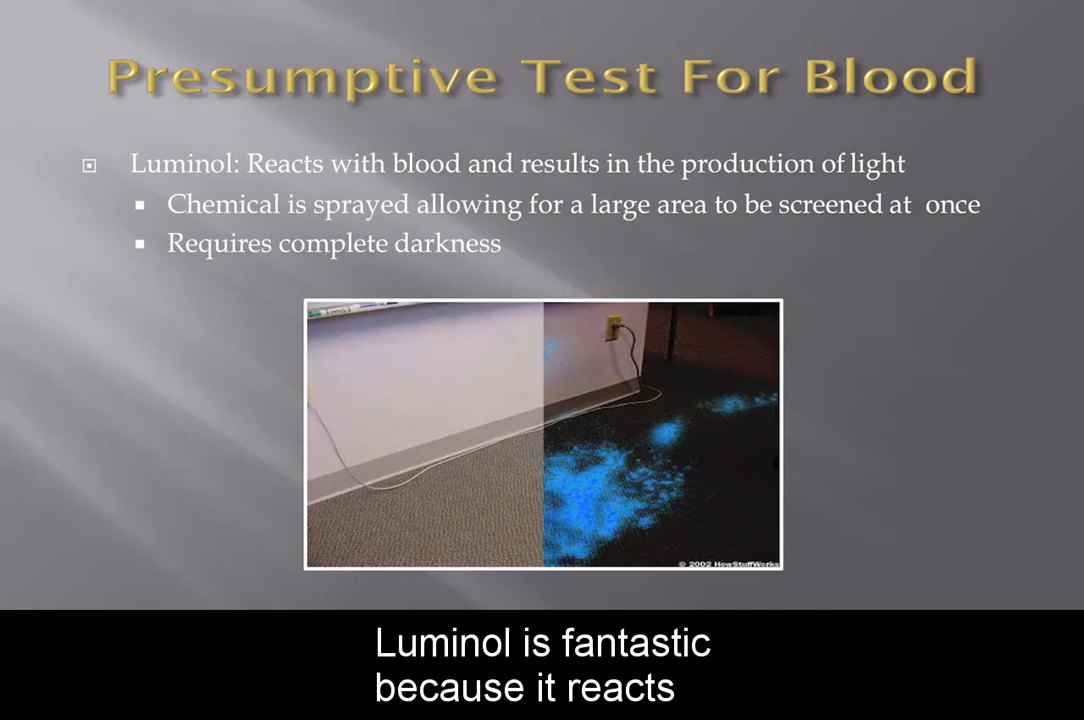 Presumptive Test For Blood
Luminol: Reacts with blood and results in the production of light
Chemical is sprayed allowing for a large area to be screened at once
Requires complete darkness
© 2002 HowStuffWorks
Luminol is fantastic
because it reacts